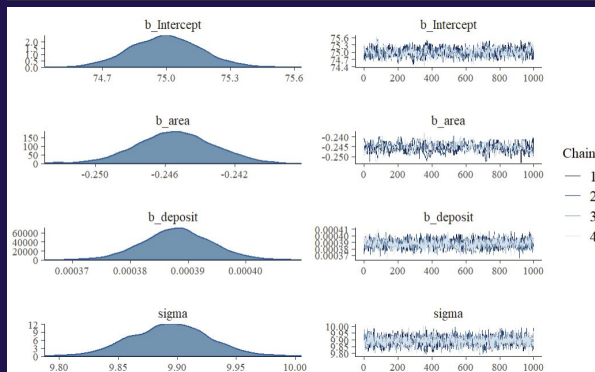 b_Intercept
2.0
1.5
1.0
0.5
0.0
74.7 75.0 75.3 75.6
b_Intercept
75.6
75.3
75.0
74.7
74.4
0 200 400 600 800 1000
b_area
150
100
50
0
-0.250 -0.246 -0.242
b_area
-0.240
-0.245
-0.250
0 200 400 600 800 1000
Chain
1
2
3
4
b_deposit
60000
40000
20000
0
0.00037 0.00038 0.00039 0.00040
b_deposit
0.00041
0.00040
0.00039
0.00038
0.00037
0 200 400 600 800 1000
sigma
12
9
6
3
0
9.80 9.85 9.90 9.95 10.00
sigma
10.00
9.95
9.90
9.85
9.80
0 200 400 600 800 1000